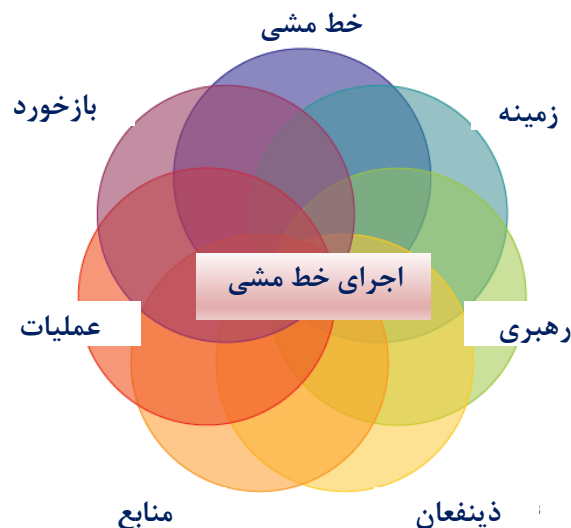 خط مشی
زمینه
بازخورد
اجرای خط مشی
رهبری
عملیات
ذینفعان
منابع